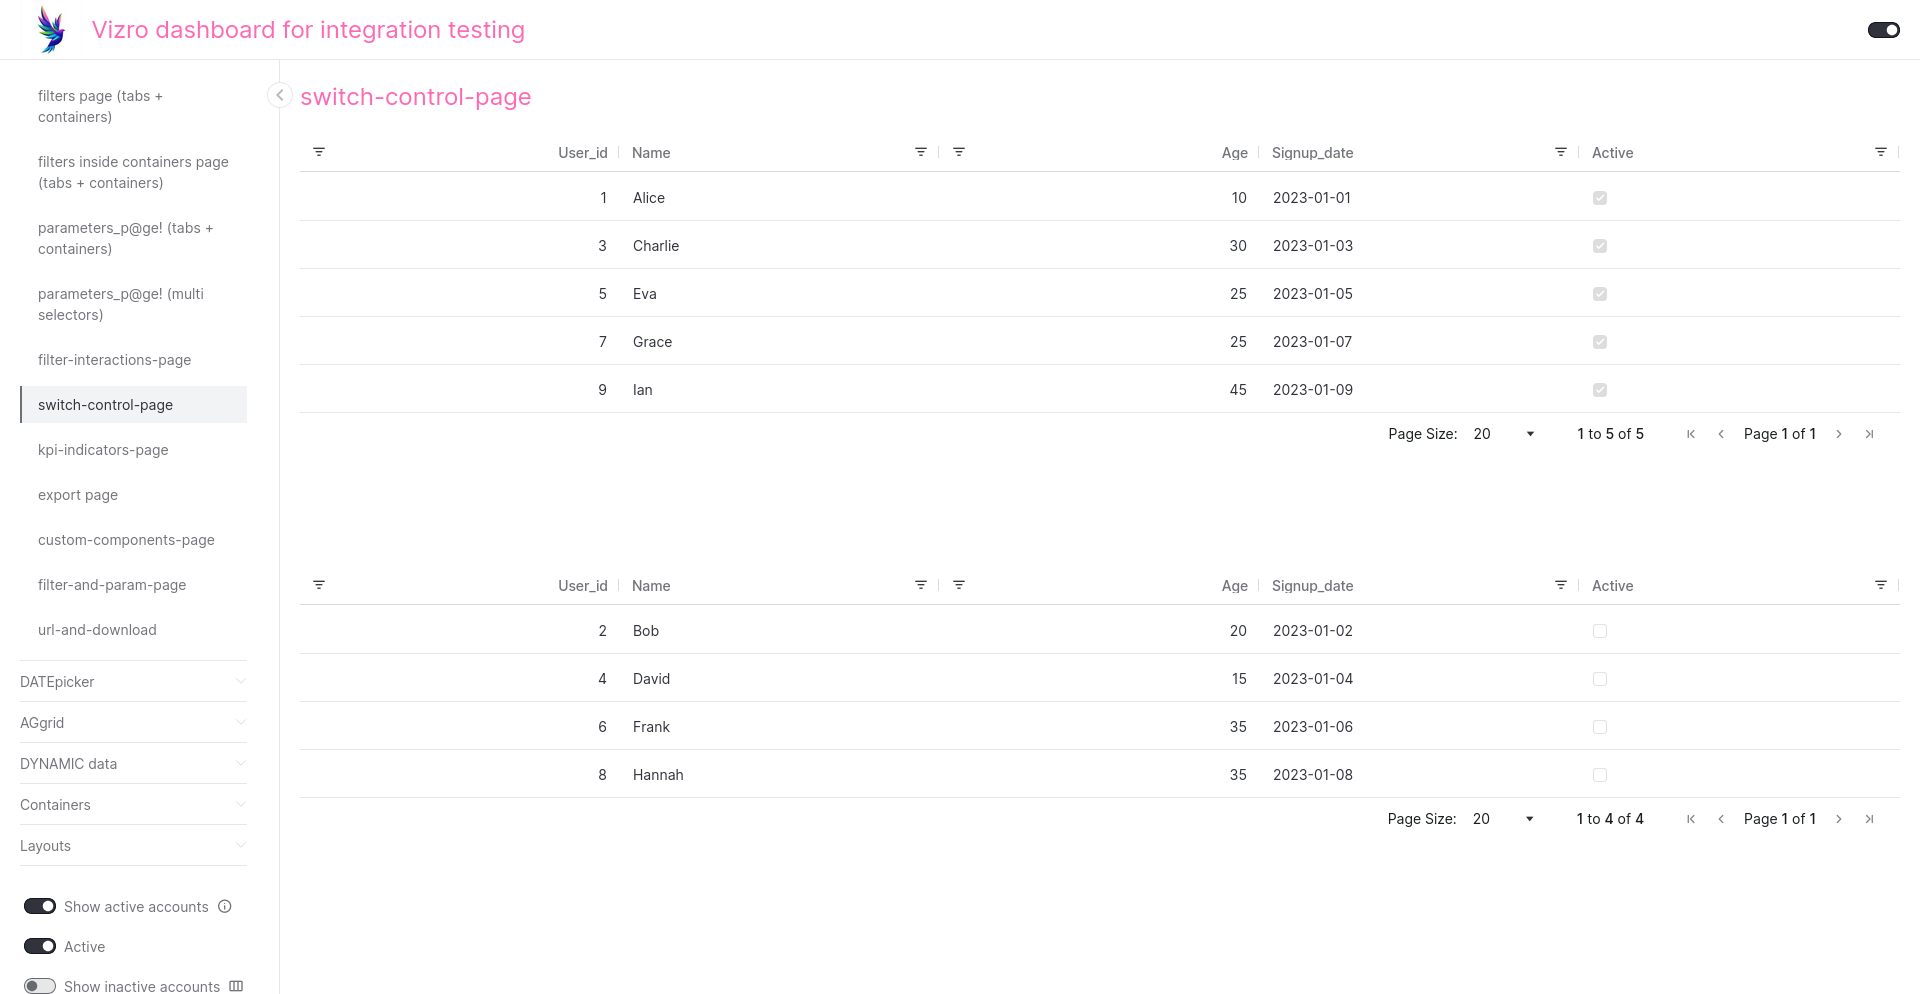 Vizro dashboard for integration testing
filters page (tabs +
containers)
filters inside containers page
(tabs + containers)
parameters_p@ge! (tabs +
containers)
parameters_p@ge! (multi
selectors)
filter-interactions-page
switch-control-page
kpi-indicators-page
export page
custom-components-page
filter-and-param-page
url-and-download
DATEpicker
AGgrid
DYNAMIC data
Containers
Layouts
Show active accounts
Active
Show inactive accounts
switch-control-page
User_id Name Age Signup_date Active
1 Alice 10 2023-01-01
3 Charlie 30 2023-01-03
5 Eva 25 2023-01-05
7 Grace 25 2023-01-07
9 Ian 45 2023-01-09
Page Size: 20 1 to 5 of 5 Page 1 of 1
User_id Name Age Signup_date Active
2 Bob 20 2023-01-02
4 David 15 2023-01-04
6 Frank 35 2023-01-06
8 Hannah 35 2023-01-08
Page Size: 20 1 to 4 of 4 Page 1 of 1